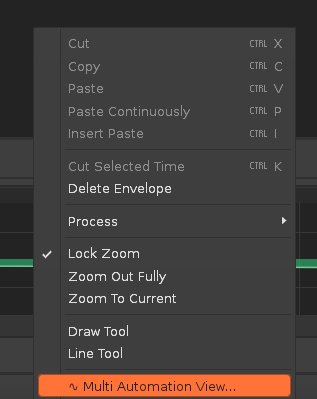 Cut CTRL X
Copy CTRL C
Paste CTRL V
Paste Continuously CTRL P
Insert Paste CTRL I
Cut Selected Time CTRL K
Delete Envelope
Process
Lock Zoom
Zoom Out Fully
Zoom To Current
Draw Tool
Line Tool
Multi Automation View...